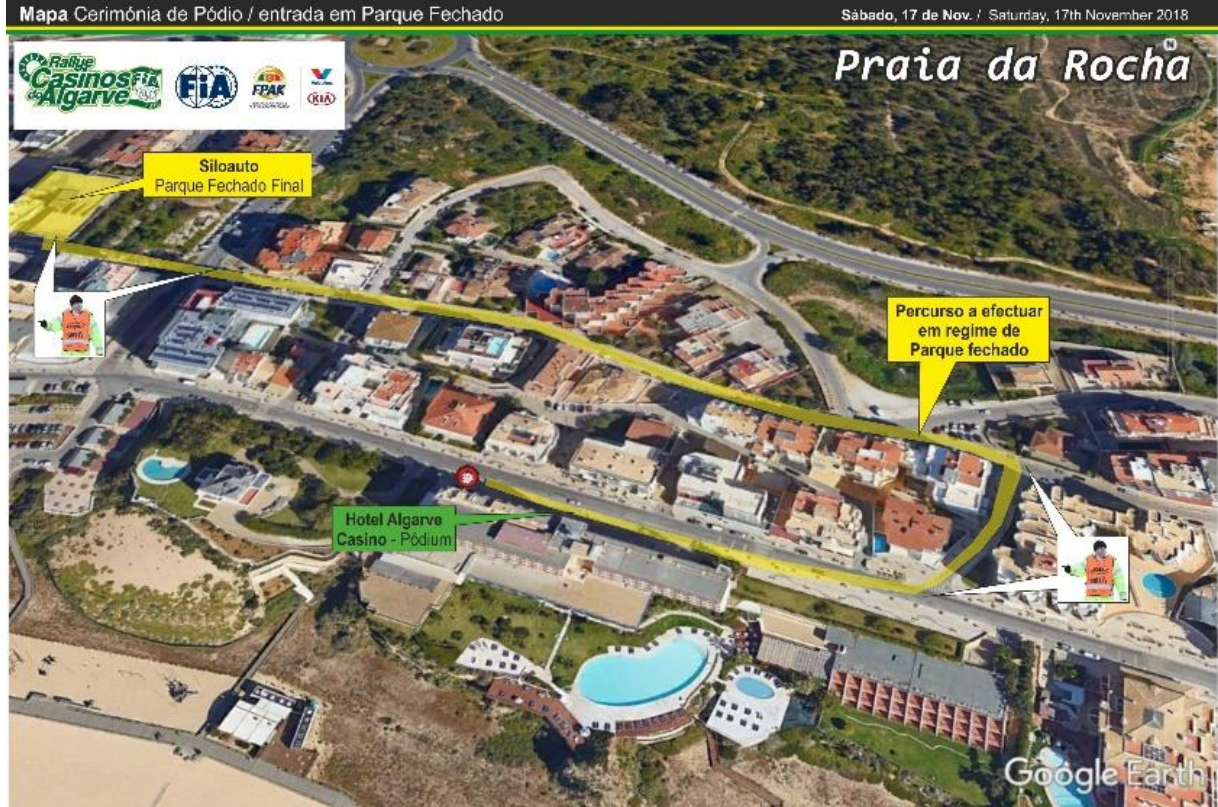 Mapa Cerimónia de Pódio / entrada em Parque Fechado
Sábado, 17 de Nov. / Saturday, 17th November 2018
Rallye
Casinos
do Algarve
FiA
FPAK
KIA
Praia da Rocha
N
Siloauto
Parque Fechado Final
Percurso a efectuar
em regime de
Parque fechado
Hotel Algarve
Casino - Pódium
Google Earth